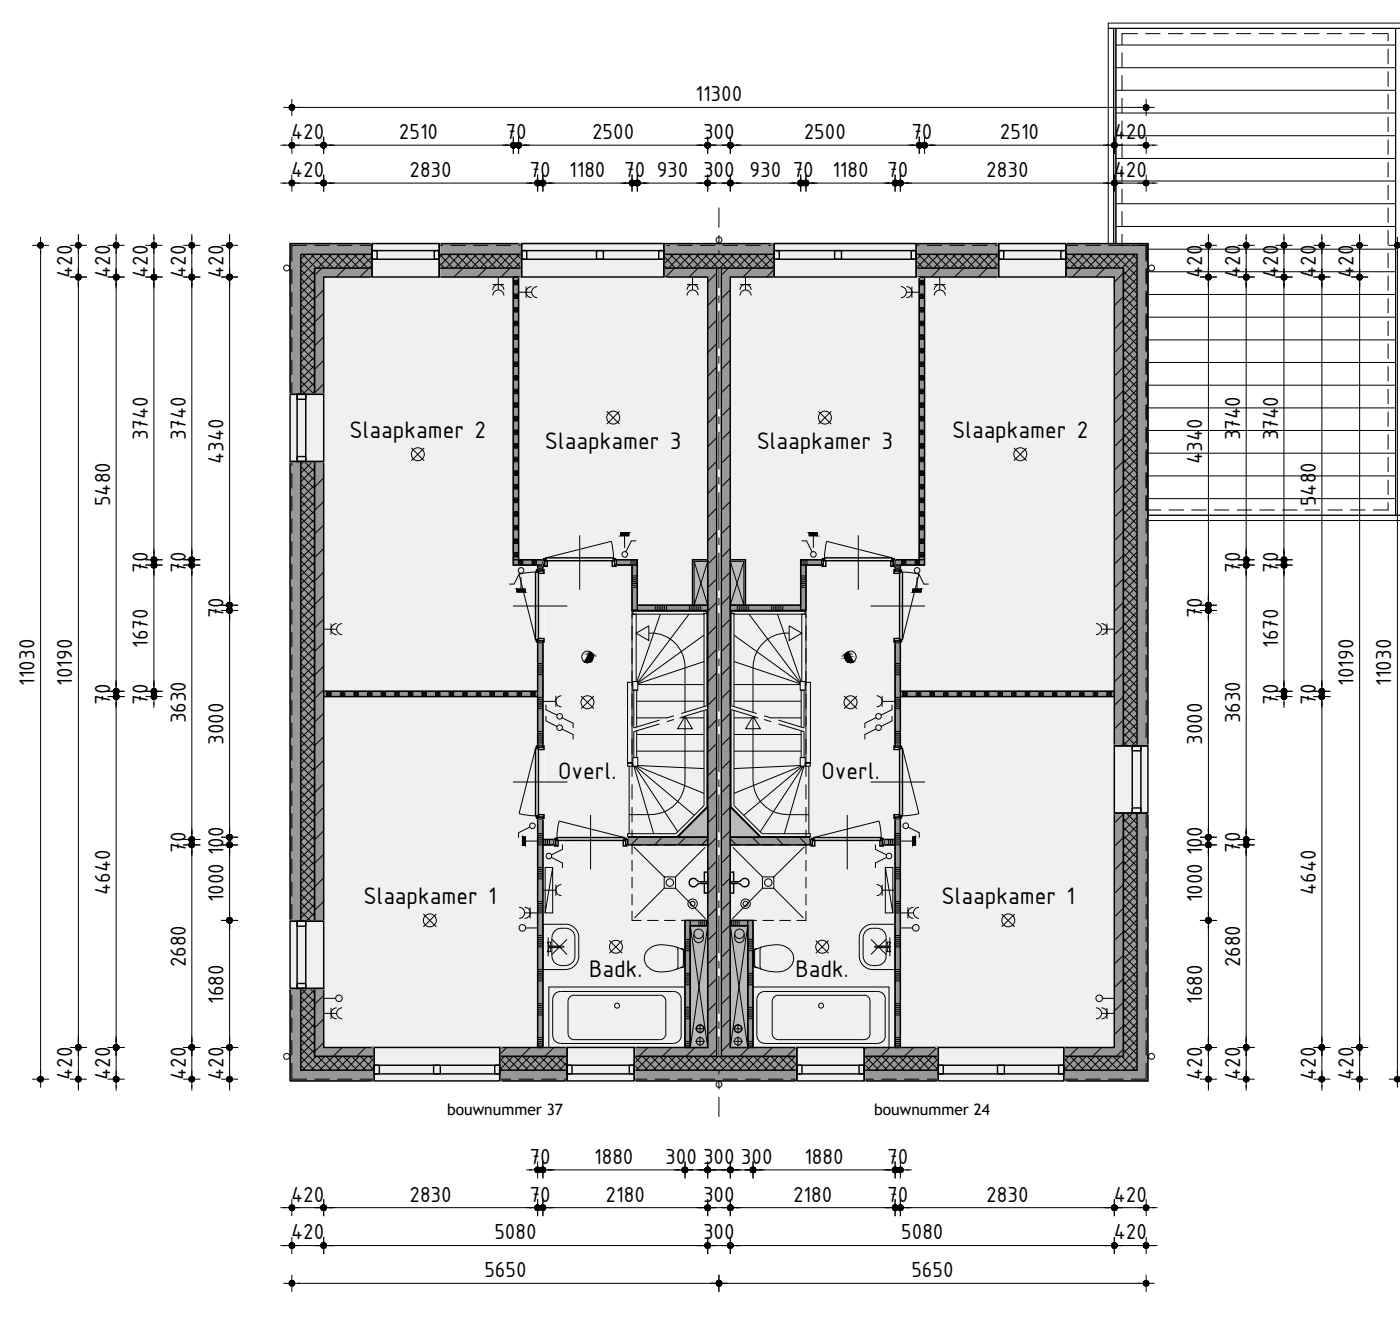 11300
420 2510 70 2500 300 2500 70 2510 420
420 2830 70 1180 70 930 300 930 70 1180 70 2830 420
420 420 420 420 420
420 420 420 420 420
11030
10190
5480 70 4640
3740 70 1670 70
3740 70 3630 70 2680
4340 70 3000 100 1000 1680
4340 70 3000 100 1000 1680
3740 70 3630 70 2680
3740 70 1670 70
5480 70 4640
10190
11030
Slaapkamer 2
Slaapkamer 3
Slaapkamer 3
Slaapkamer 2
Overl.
Overl.
Slaapkamer 1
Slaapkamer 1
Badk.
Badk.
420 420 420 420
420 420 420 420
bouwnummer 37
bouwnummer 24
70 1880 300 300 300 1880 70
420 2830 70 2180 300 2180 70 2830 420
420 5080 300 5080 420
5650 5650